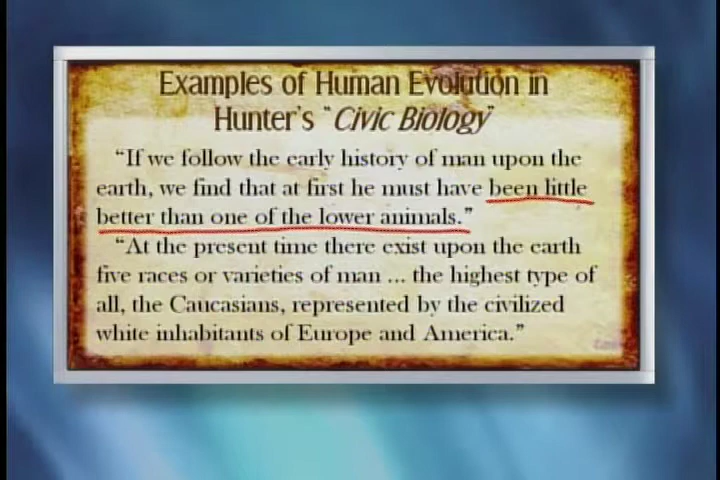 Examples of Human Evolution in
Hunter's "Civic Biology"
"If we follow the early history of man upon the
earth, we find that at first he must have been little
better than one of the lower animals."
"At the present time there exist upon the earth
five races or varieties of man ... the highest type of
all, the Caucasians, represented by the civilized
white inhabitants of Europe and America."